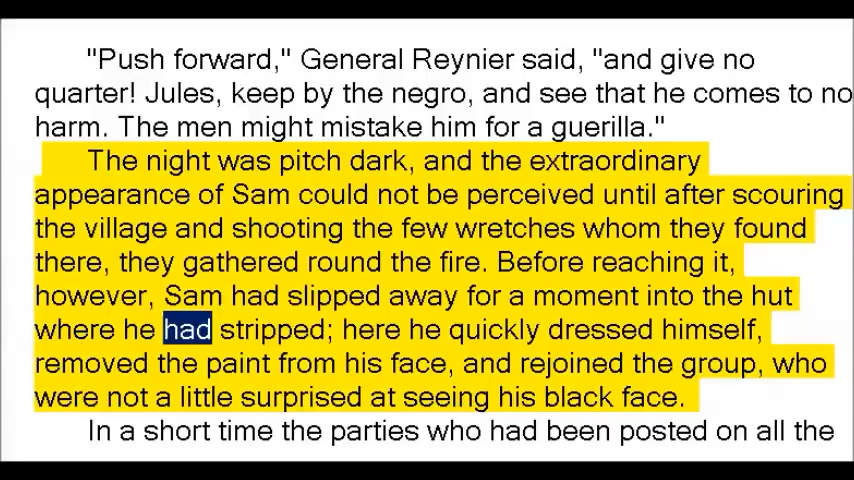 "Push forward," General Reynier said, "and give no
quarter! Jules, keep by the negro, and see that he comes to no
harm. The men might mistake him for a guerilla."
The night was pitch dark, and the extraordinary
appearance of Sam could not be perceived until after scouring
the village and shooting the few wretches whom they found
there, they gathered round the fire. Before reaching it,
however, Sam had slipped away for a moment into the hut
where he had stripped; here he quickly dressed himself,
removed the paint from his face, and rejoined the group, who
were not a little surprised at seeing his black face.
In a short time the parties who had been posted on all the